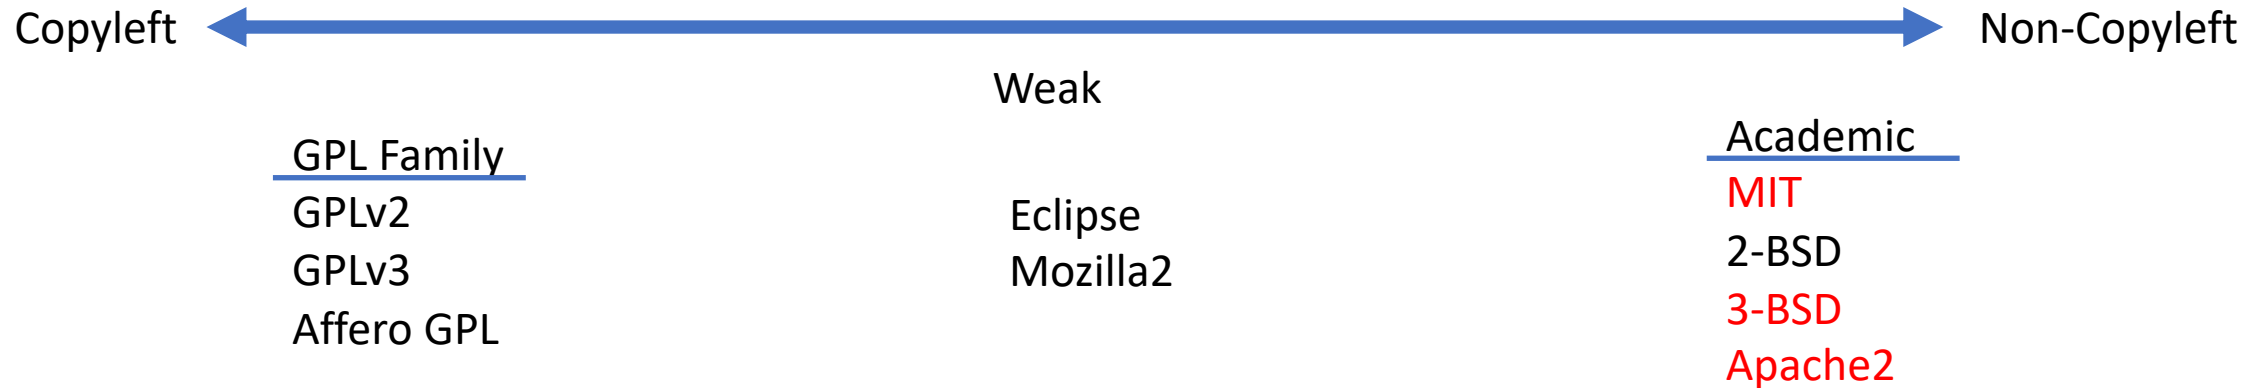 Copyleft
Non-Copyleft
Weak
GPL Family
GPLv2
GPLv3
Affero GPL
Eclipse
Mozilla2
Academic
MIT
2-BSD
3-BSD
Apache2